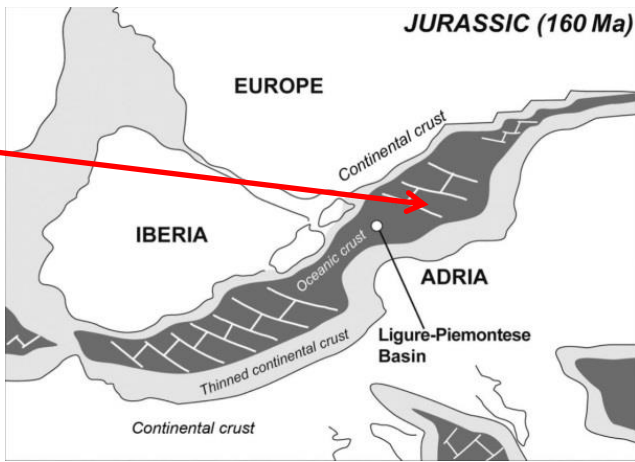 JURASSIC (160 Ma)
EUROPE
Continental crust
IBERIA
Oceanic crust
ADRIA
Ligure-Piemontese
Basin
Thinned continental crust
Continental crust